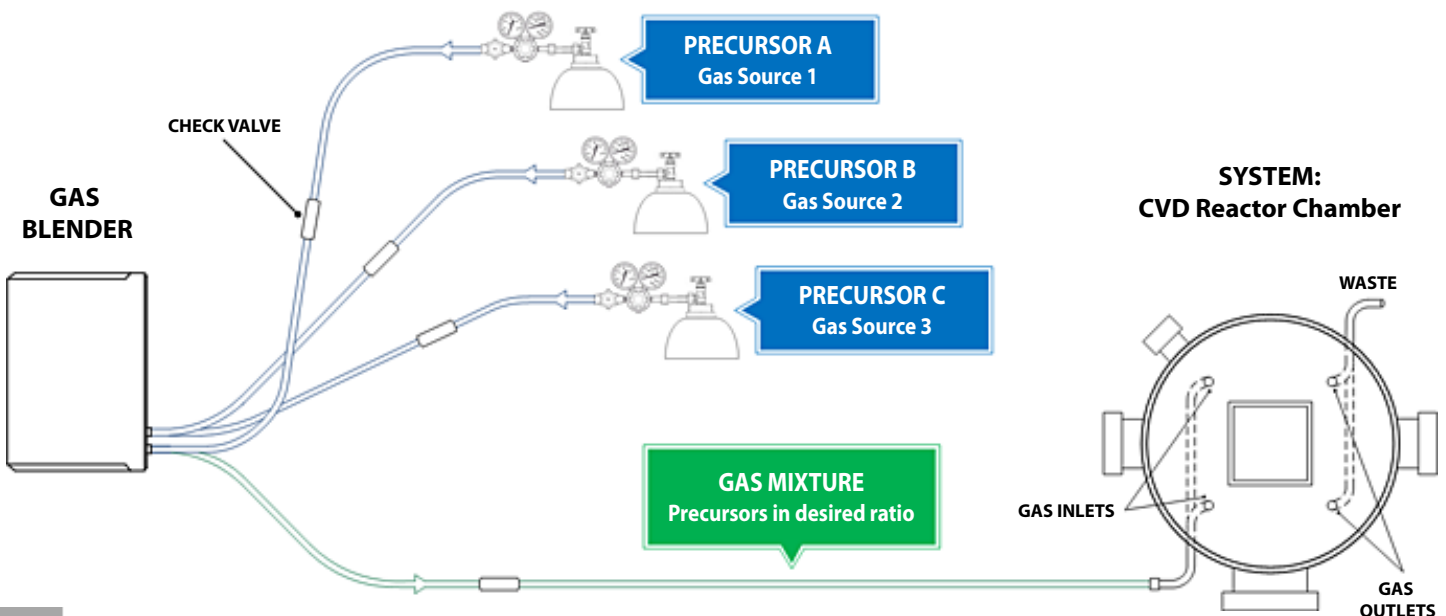 PRECURSOR A
Gas Source 1
CHECK VALVE
PRECURSOR B
Gas Source 2
SYSTEM:
CVD Reactor Chamber
GAS
BLENDER
PRECURSOR C
Gas Source 3
WASTE
GAS MIXTURE
Precursors in desired ratio
GAS INLETS
GAS
OUTLETS